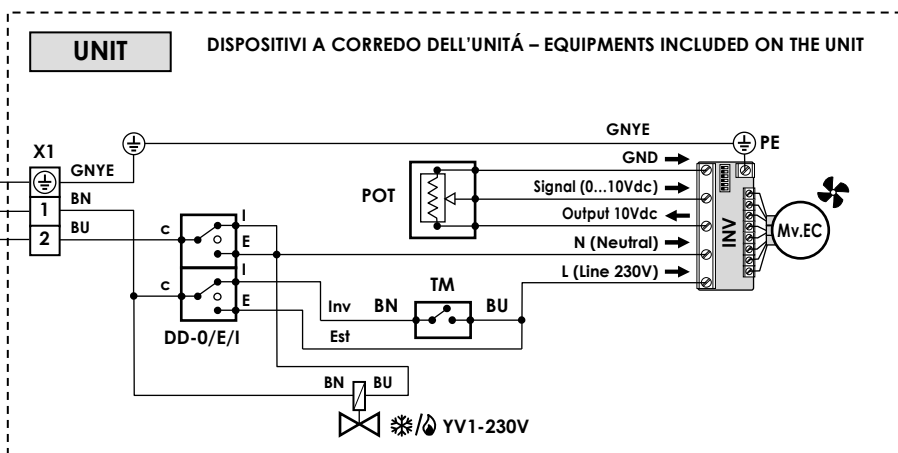 UNIT
DISPOSITIVI A CORREDO DELL'UNITÁ – EQUIPMENTS INCLUDED ON THE UNIT
GNYE
PE
X1
GNYE
GND
POT
Signal (0...10Vdc)
BN
1
Output 10Vdc
INV
Mv.EC
BU
2
C
I
E
N (Neutral)
C
I
E
L (Line 230V)
TM
Inv
BN
BU
DD-0/E/I
Est
BN
BU
/
YV1-230V